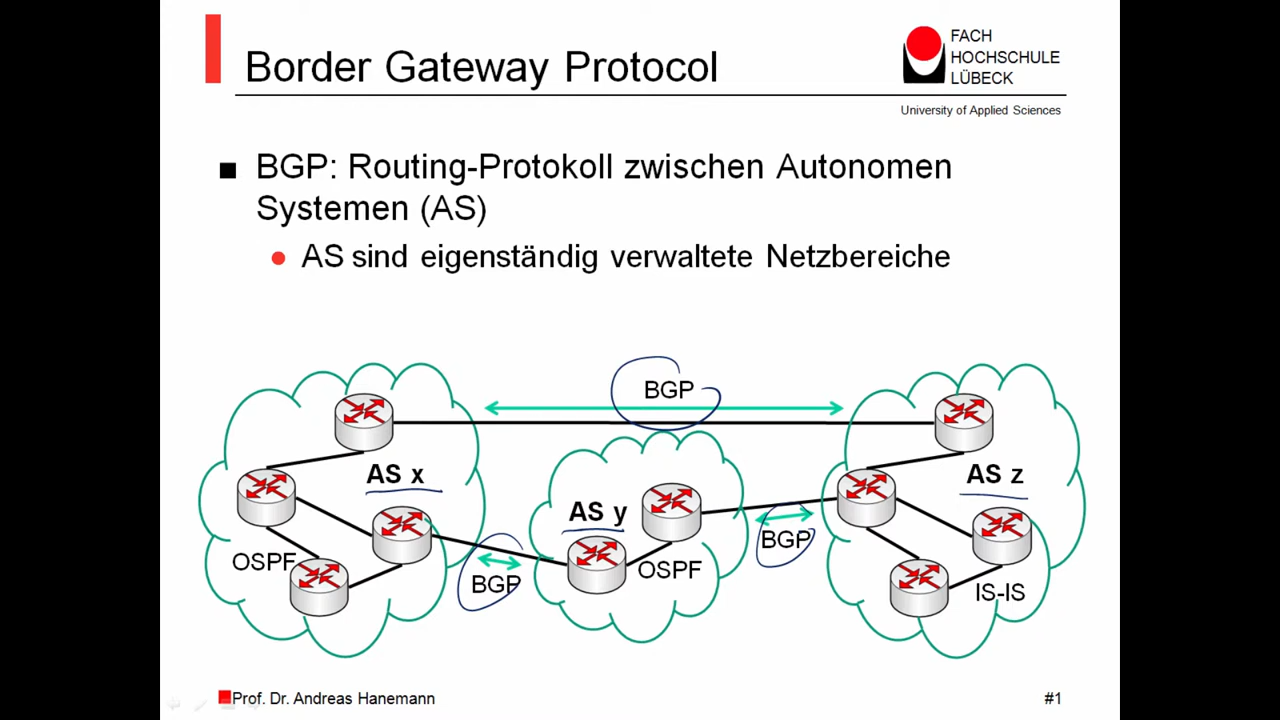 Border Gateway Protocol
FACH
HOCHSCHULE
LÜBECK
University of Applied Sciences
BGP: Routing-Protokoll zwischen Autonomen
Systemen (AS)
AS sind eigenständig verwaltete Netzbereiche
BGP
AS x
AS z
AS y
BGP
OSPF
OSPF
BGP
IS-IS
Prof. Dr. Andreas Hanemann
#1